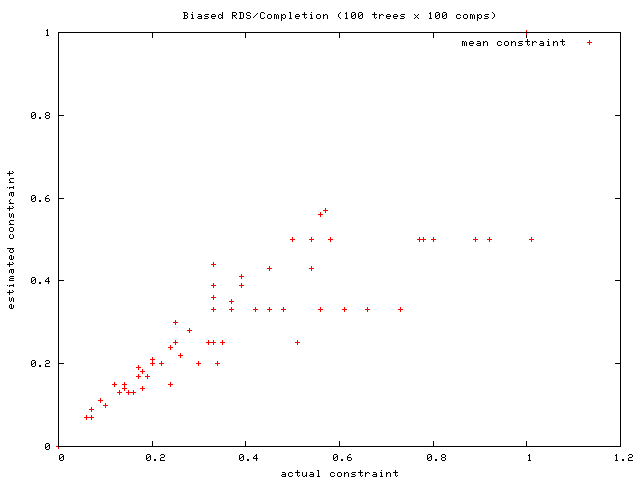 Biased RDS/Completion (100 trees x 100 comps)
mean constraint
1
0.8
0.6
0.4
0.2
0
estimated constraint
0 0.2 0.4 0.6 0.8 1 1.2
actual constraint